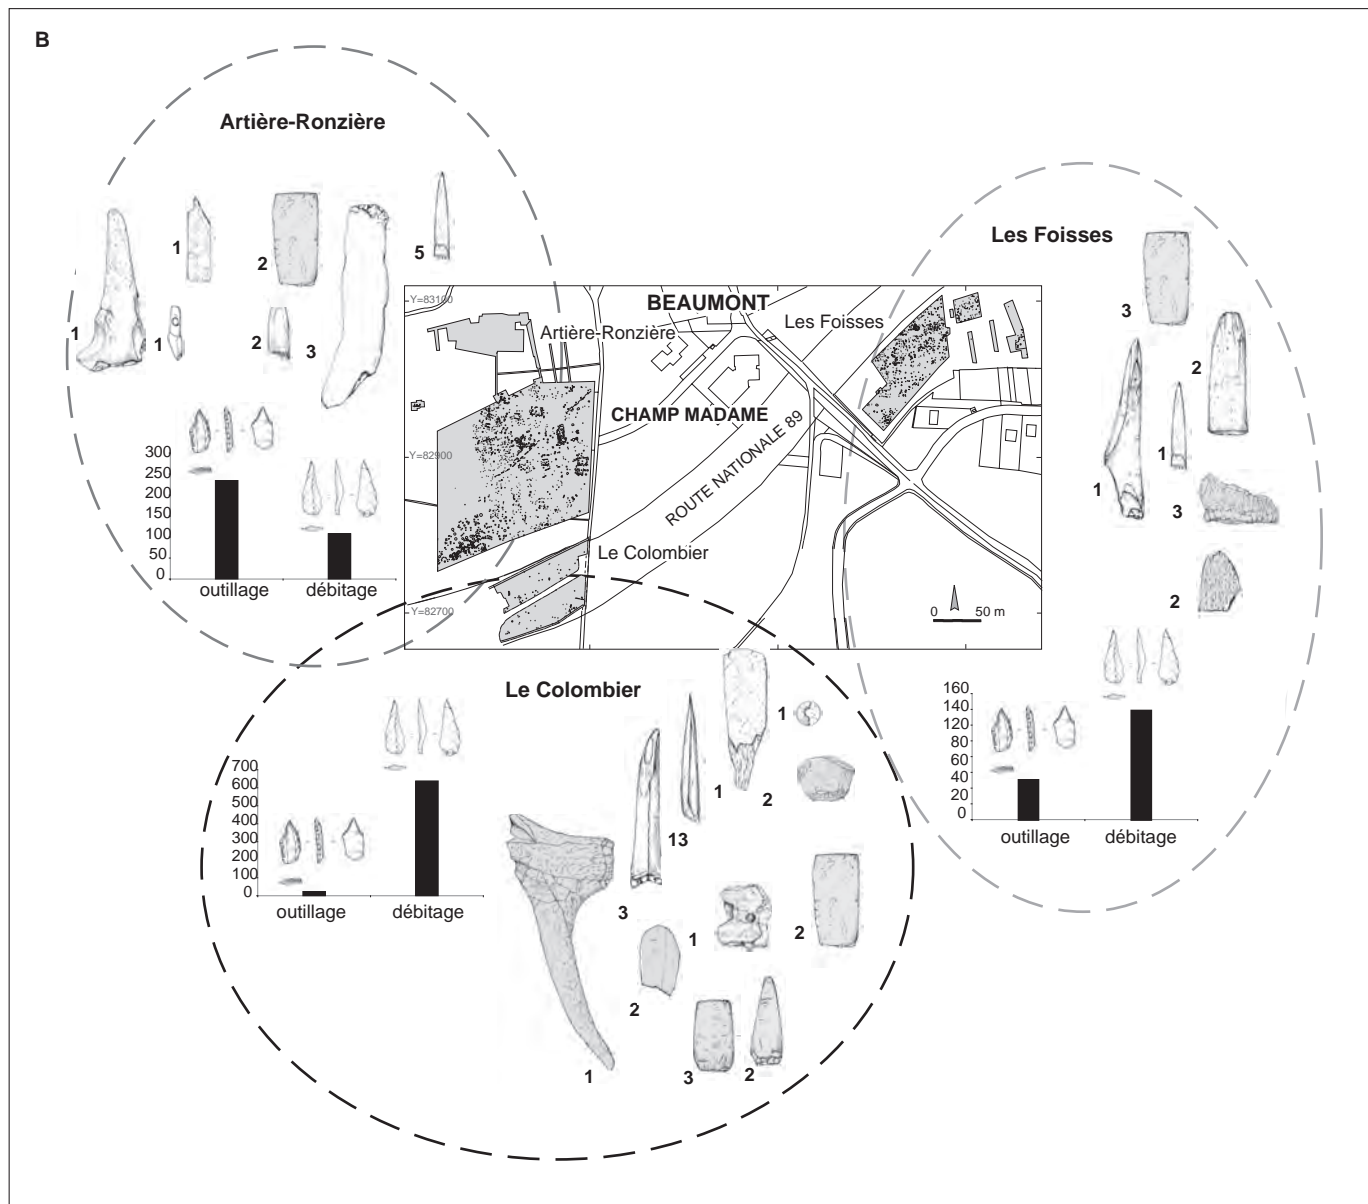 B
Artière-Ronzière
1
1
2
5
1
1
2
3
300
250
200
150
100
50
0
outillage
débitage
Les Foisses
3
2
1
1
3
2
160
140
120
80
60
40
20
0
outillage
débitage
Y=83100
BEAUMONT
Artière-Ronzière
Les Foisses
CHAMP MADAME
Y=82900
ROUTE NATIONALE 89
Le Colombier
Y=82700
0 50 m
Le Colombier
700
600
500
400
300
200
100
0
outillage
débitage
1
1
2
13
3
1
2
2
1
3
2